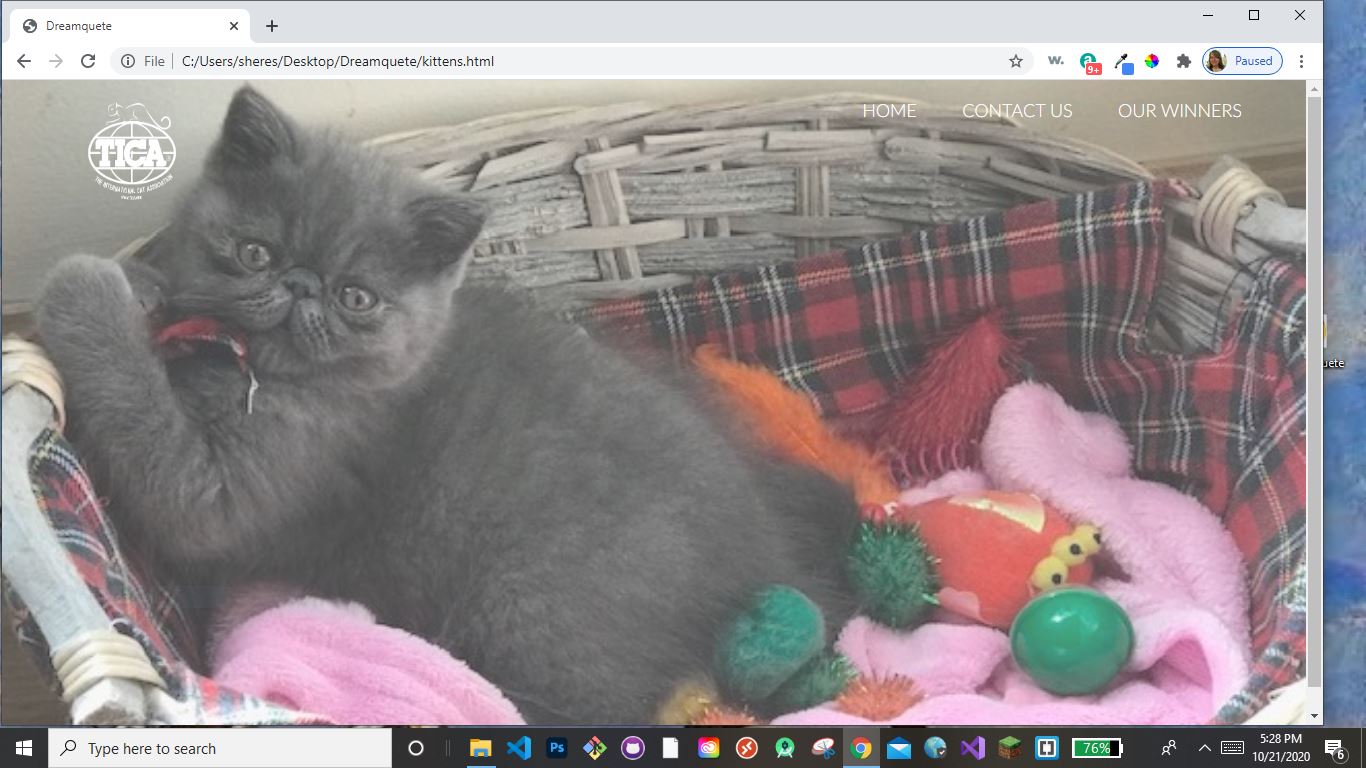 Dreamquete
File
C:/Users/sheres/Desktop/Dreamquete/kittens.html
W.
9+
Paused
HOME
CONTACT US
OUR WINNERS
TICA
THE INTERNATIONAL CAT ASSOCIATION
uete
Type here to search
Ps
76%
5:28 PM
10/21/2020
6